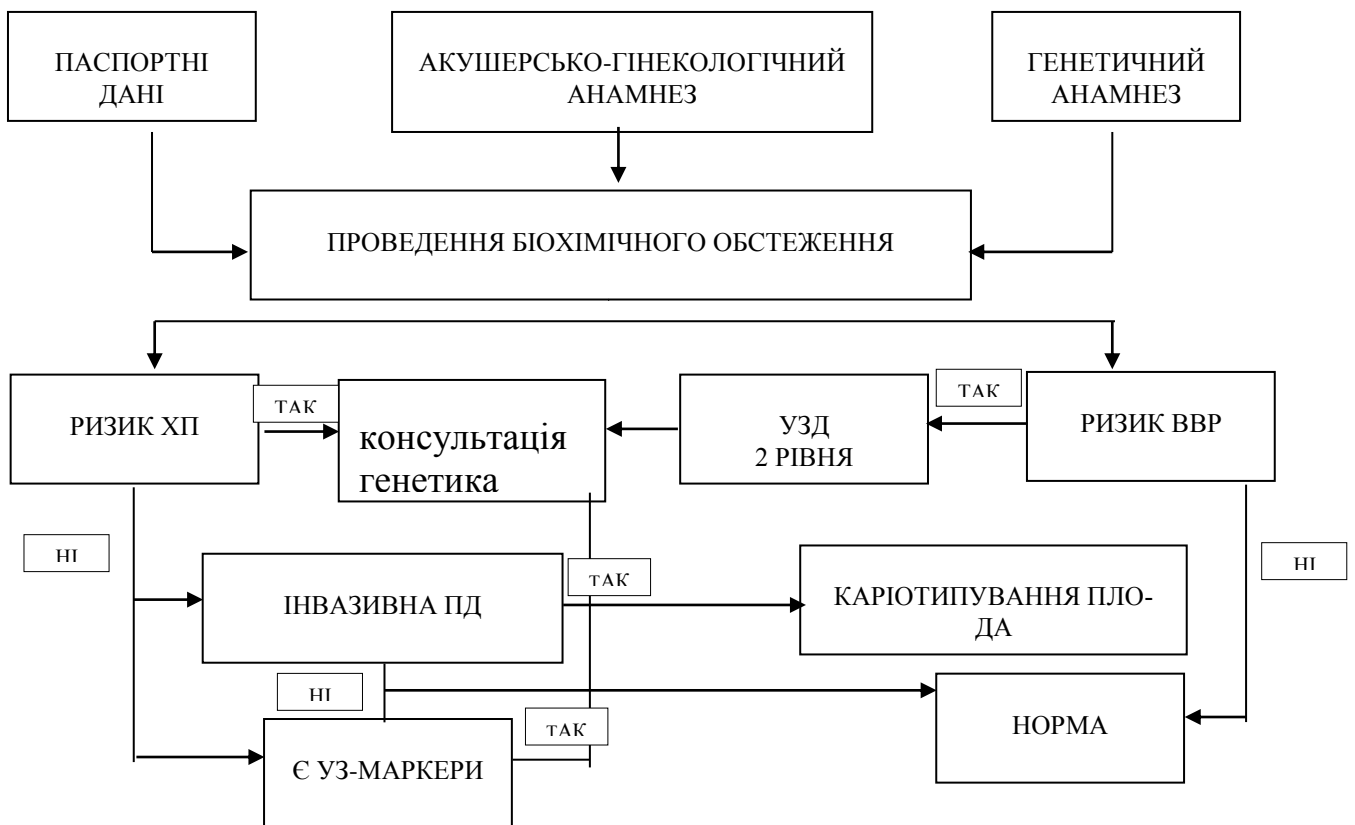 ПАСПОРТНІ
ДАНІ
АКУШЕРСЬКО-ГІНЕКОЛОГІЧНИЙ
АНАМНЕЗ
ГЕНЕТИЧНИЙ
АНАМНЕЗ
ПРОВЕДЕННЯ БІОХІМІЧНОГО ОБСТЕЖЕННЯ
РИЗИК ХП
ТАК
консультація
генетика
УЗД
2 РІВНЯ
ТАК
РИЗИК ВВР
НІ
ІНВАЗИВНА ПД
ТАК
КАРІОТИПУВАННЯ ПЛО-
ДА
НІ
НІ
Є УЗ-МАРКЕРИ
ТАК
НОРМА